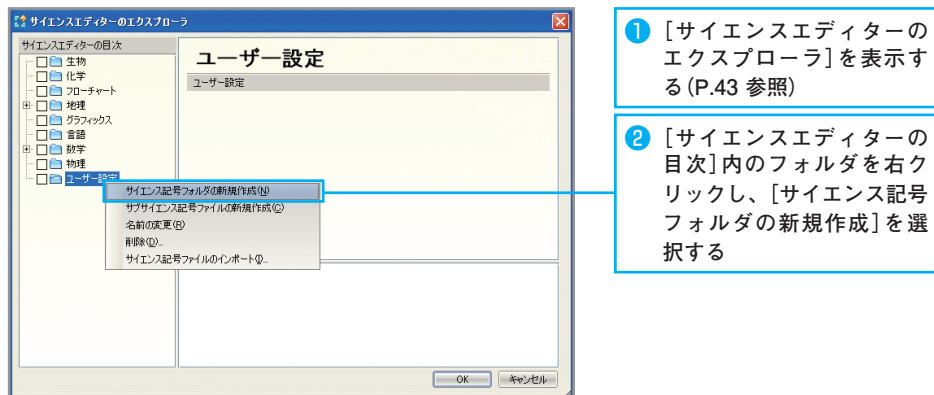 サイエンスエディターのエクスプローラ
サイエンスエディターの目次
生物
化学
フローチャート
地理
グラフィックス
言語
数学
物理
ユーザー設定
ユーザー設定
ユーザー設定
サイエンス記号フォルダの新規作成(N)
サブサイエンス記号ファイルの新規作成(C)
名前の変更(R)
削除(D)...
サイエンス記号ファイルのインポート(I)...
OK
キャンセル
❶ [サイエンスエディターの
エクスプローラ]を表示す
る(P.43 参照)
❷ [サイエンスエディターの
目次]内のフォルダを右ク
リックし、[サイエンス記号
フォルダの新規作成]を選
択する